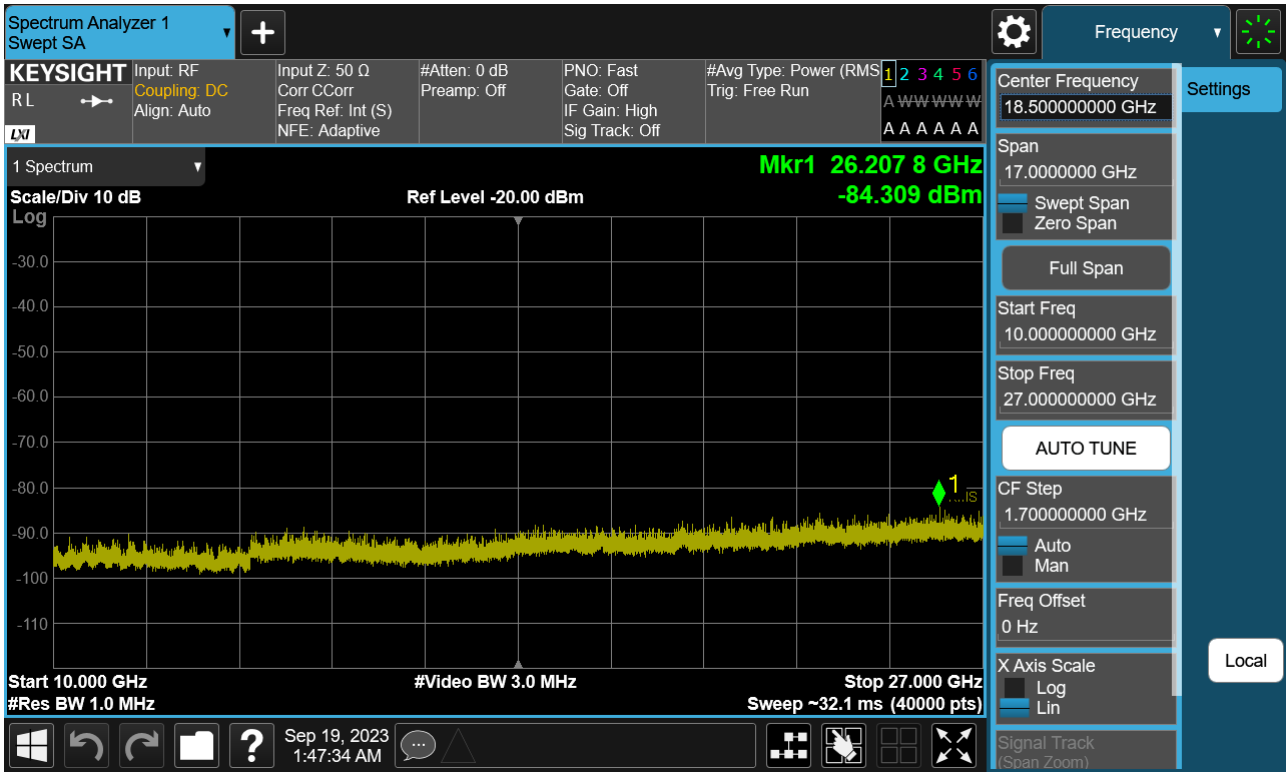 Spectrum Analyzer 1
Swept SA
Frequency
KEYSIGHT
R L
LXI
Input: RF
Coupling: DC
Align: Auto
Input Z: 50 Ω
Corr CCorr
Freq Ref: Int (S)
NFE: Adaptive
#Atten: 0 dB
Preamp: Off
PNO: Fast
Gate: Off
IF Gain: High
Sig Track: Off
#Avg Type: Power (RMS
Trig: Free Run
1 2 3 4 5 6
A W W W W W
A A A A A A
1 Spectrum
Mkr1 26.207 8 GHz
Scale/Div 10 dB
Ref Level -20.00 dBm
-84.309 dBm
Log
-30.0
-40.0
-50.0
-60.0
-70.0
-80.0
1
-90.0
-100
-110
Start 10.000 GHz
#Video BW 3.0 MHz
Stop 27.000 GHz
#Res BW 1.0 MHz
Sweep ~32.1 ms (40000 pts)
Center Frequency
18.500000000 GHz
Settings
Span
17.0000000 GHz
Swept Span
Zero Span
Full Span
Start Freq
10.000000000 GHz
Stop Freq
27.000000000 GHz
AUTO TUNE
CF Step
1.700000000 GHz
Auto
Man
Freq Offset
0 Hz
X Axis Scale
Log
Lin
Signal Track
(Span Zoom)
Local
?
Sep 19, 2023
1:47:34 AM